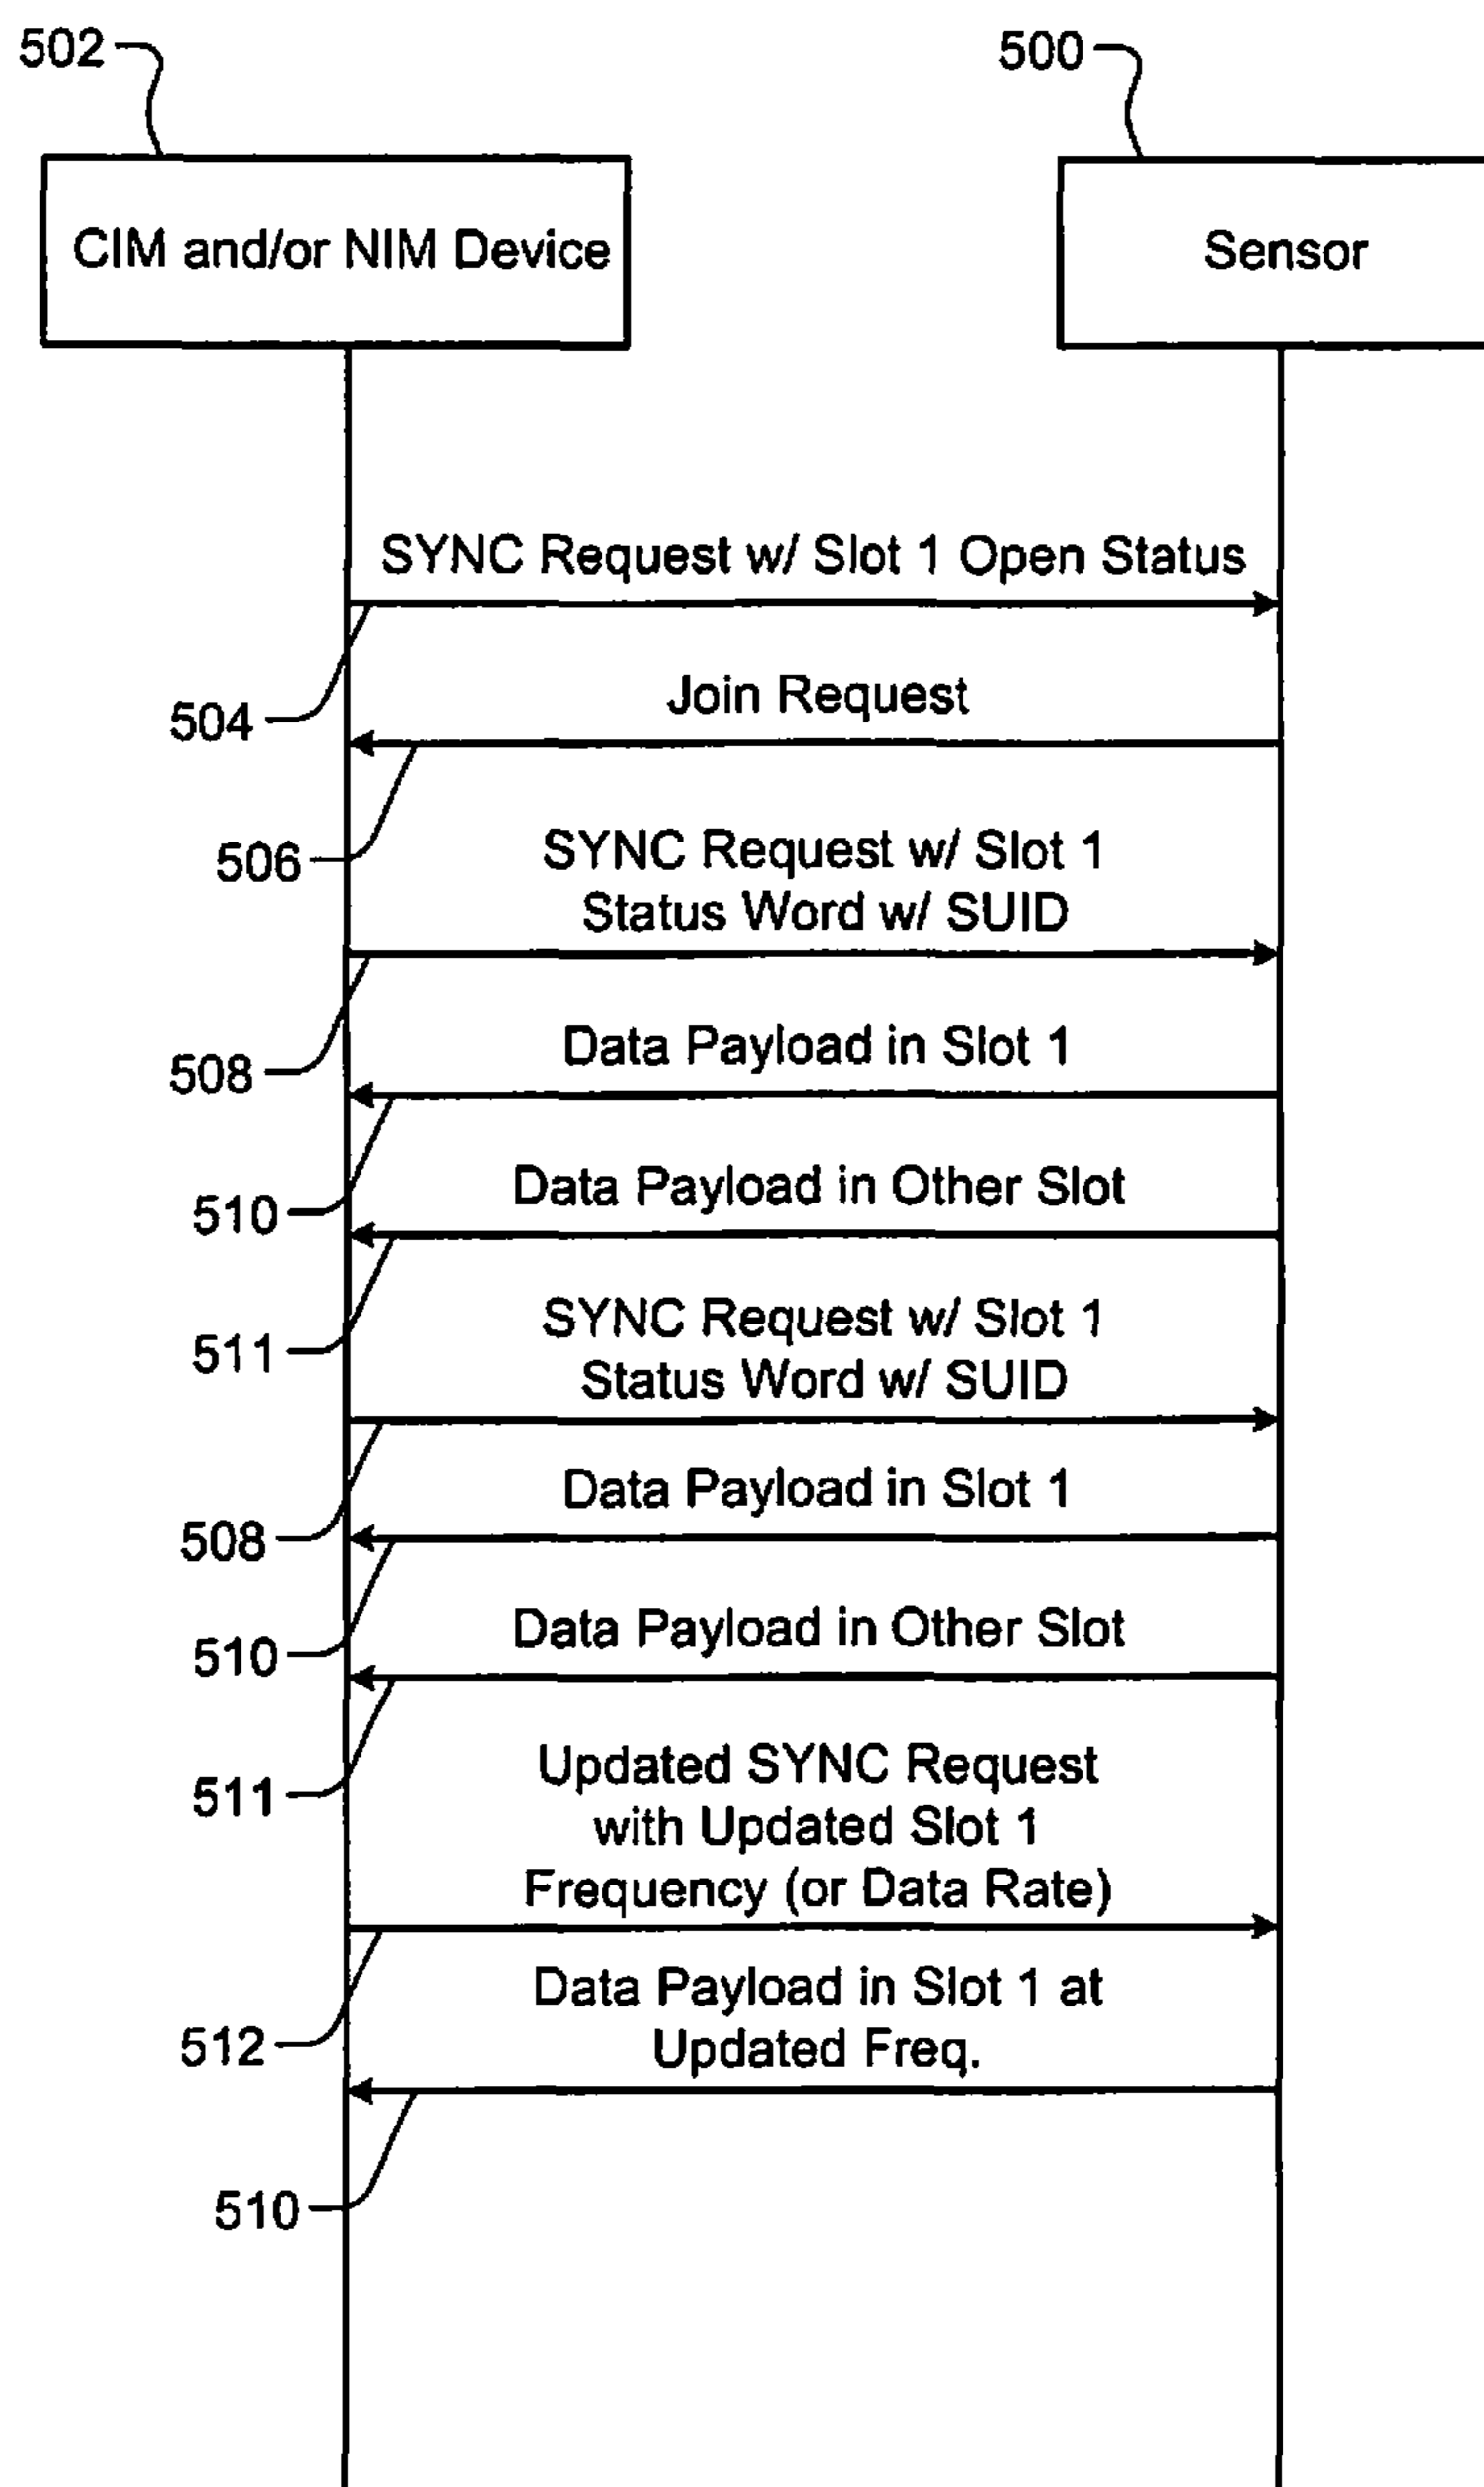 502
500
CIM and/or NIM Device
Sensor
SYNC Request w/ Slot 1 Open Status
504
Join Request
506
SYNC Request w/ Slot 1
Status Word w/ SUID
508
Data Payload in Slot 1
510
Data Payload in Other Slot
511
SYNC Request w/ Slot 1
Status Word w/ SUID
508
Data Payload in Slot 1
510
Data Payload in Other Slot
511
Updated SYNC Request
with Updated Slot 1
Frequency (or Data Rate)
512
Data Payload in Slot 1 at
Updated Freq.
510